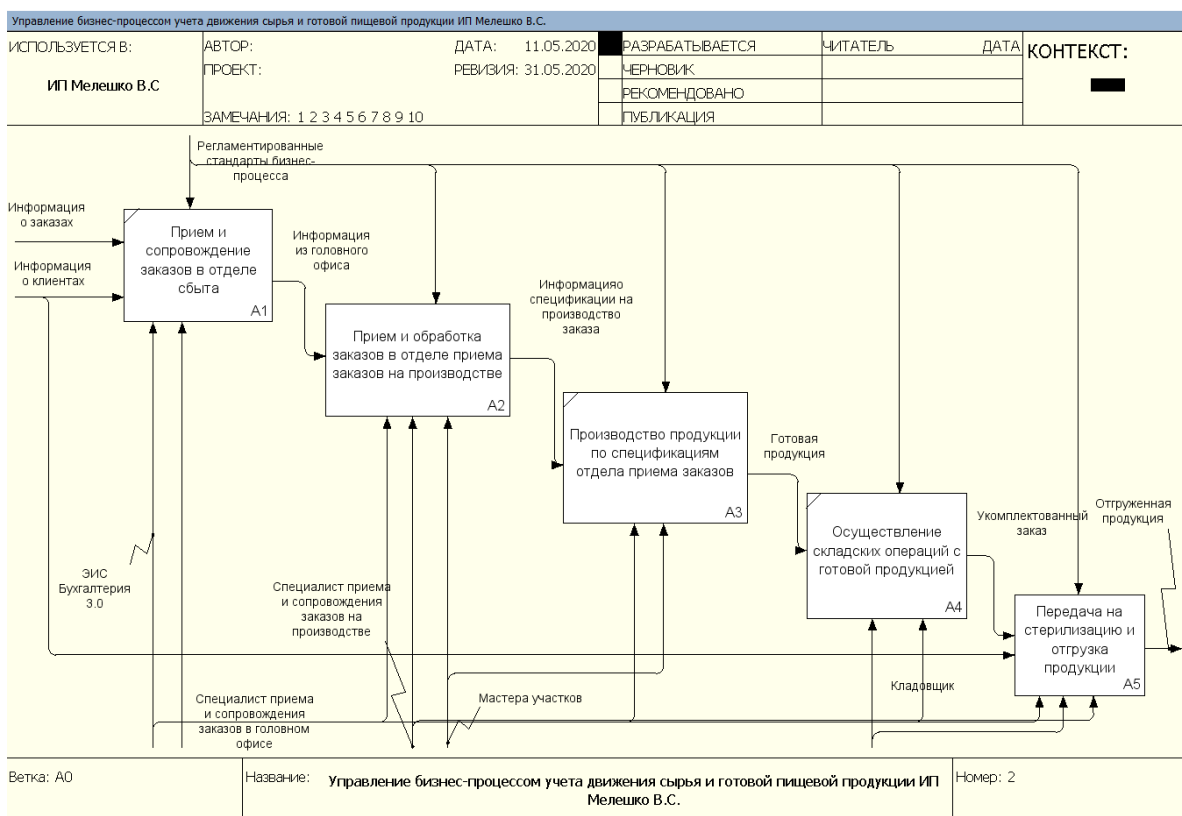 Управление бизнес-процессом учета движения сырья и готовой пищевой продукции ИП Мелешко В.С.
ИСПОЛЬЗУЕТСЯ В:
ИП Мелешко В.С
АВТОР:
ДАТА: 11.05.2020
ПРОЕКТ:
РЕВИЗИЯ: 31.05.2020
ЗАМЕЧАНИЯ: 1 2 3 4 5 6 7 8 9 10
РАЗРАБАТЫВАЕТСЯ
ЧЕРНОВИК
РЕКОМЕНДОВАНО
ПУБЛИКАЦИЯ
ЧИТАТЕЛЬ
ДАТА
КОНТЕКСТ:
Регламентированные
стандарты бизнес-
процесса
Информация
о заказах
Информация
о клиентах
Прием и
сопровождение
заказов в отделе
сбыта
A1
Информация
из головного
офиса
Прием и обработка
заказов в отделе приема
заказов на производстве
A2
Информацияо
спецификации на
производство
заказа
Производство продукции
по спецификациям
отдела приема заказов
A3
Готовая
продукция
Осуществление
складских операций с
готовой продукцией
A4
Укомплектованный
заказ
Отгруженная
продукция
Передача на
стерилизацию и
отгрузка
продукции
A5
ЭИС
Бухгалтерия
3.0
Специалист приема
и сопровождения
заказов на
производстве
Специалист приема
и сопровождения
заказов в головном
офисе
Мастера участков
Кладовщик
Ветка: A0
Название:
Управление бизнес-процессом учета движения сырья и готовой пищевой продукции ИП
Мелешко В.С.
Номер: 2